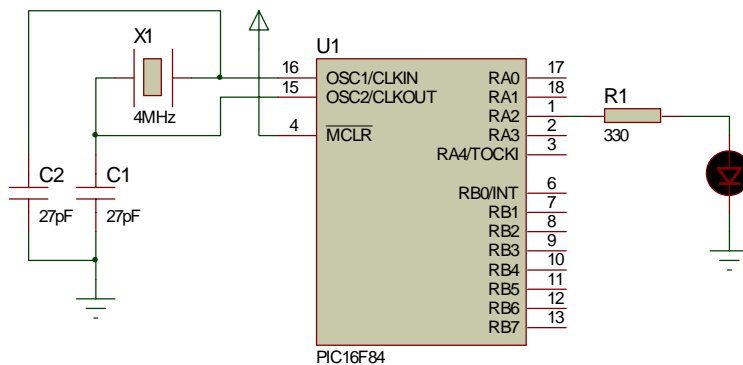 X1
4MHz
C2
27pF
C1
27pF
U1
16
OSC1/CLKIN
15
OSC2/CLKOUT
4
MCLR
RA0
17
RA1
18
RA2
1
RA3
2
RA4/TOCKI
3
RB0/INT
6
RB1
7
RB2
8
RB3
9
RB4
10
RB5
11
RB6
12
RB7
13
PIC16F84
R1
330